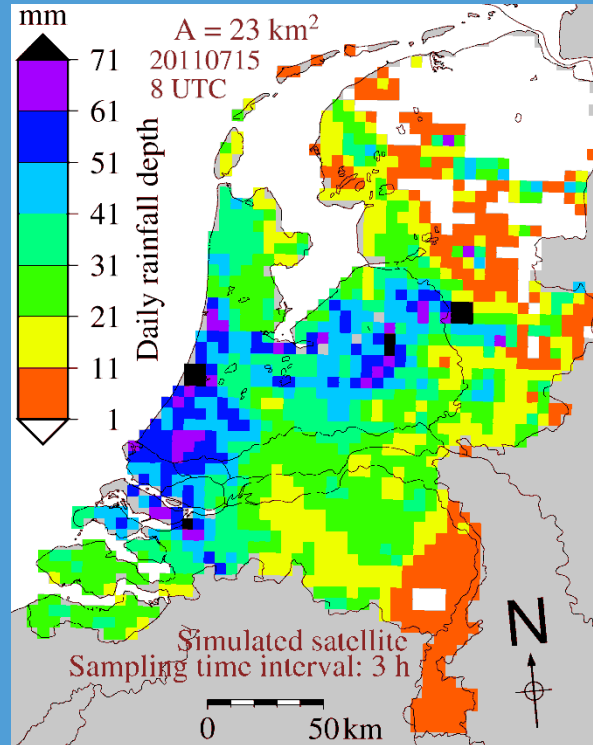 mm
A = 23 km²
20110715
8 UTC
71
61
51
41
31
21
11
1
Daily rainfall depth
N
Simulated satellite
Sampling time interval: 3 h
0 50 km